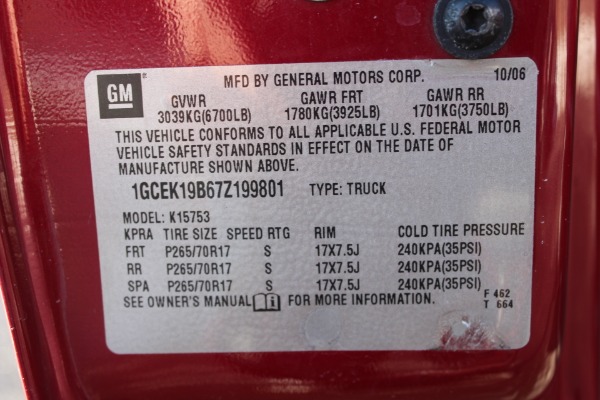 GM
MFD BY GENERAL MOTORS CORP. 10/06
GVWR GAWR FRT GAWR RR
3039KG(6700LB) 1780KG(3925LB) 1701KG(3750LB)
THIS VEHICLE CONFORMS TO ALL APPLICABLE U.S. FEDERAL MOTOR
VEHICLE SAFETY STANDARDS IN EFFECT ON THE DATE OF
MANUFACTURE SHOWN ABOVE.
1GCEK19B67Z199801 TYPE: TRUCK
MODEL: K15753
KPRA TIRE SIZE SPEED RTG RIM COLD TIRE PRESSURE
FRT P265/70R17 S 17X7.5J 240KPA(35PSI)
RR P265/70R17 S 17X7.5J 240KPA(35PSI)
SPA P265/70R17 S 17X7.5J 240KPA(35PSI)
SEE OWNER'S MANUAL FOR MORE INFORMATION.
F 462
T 664